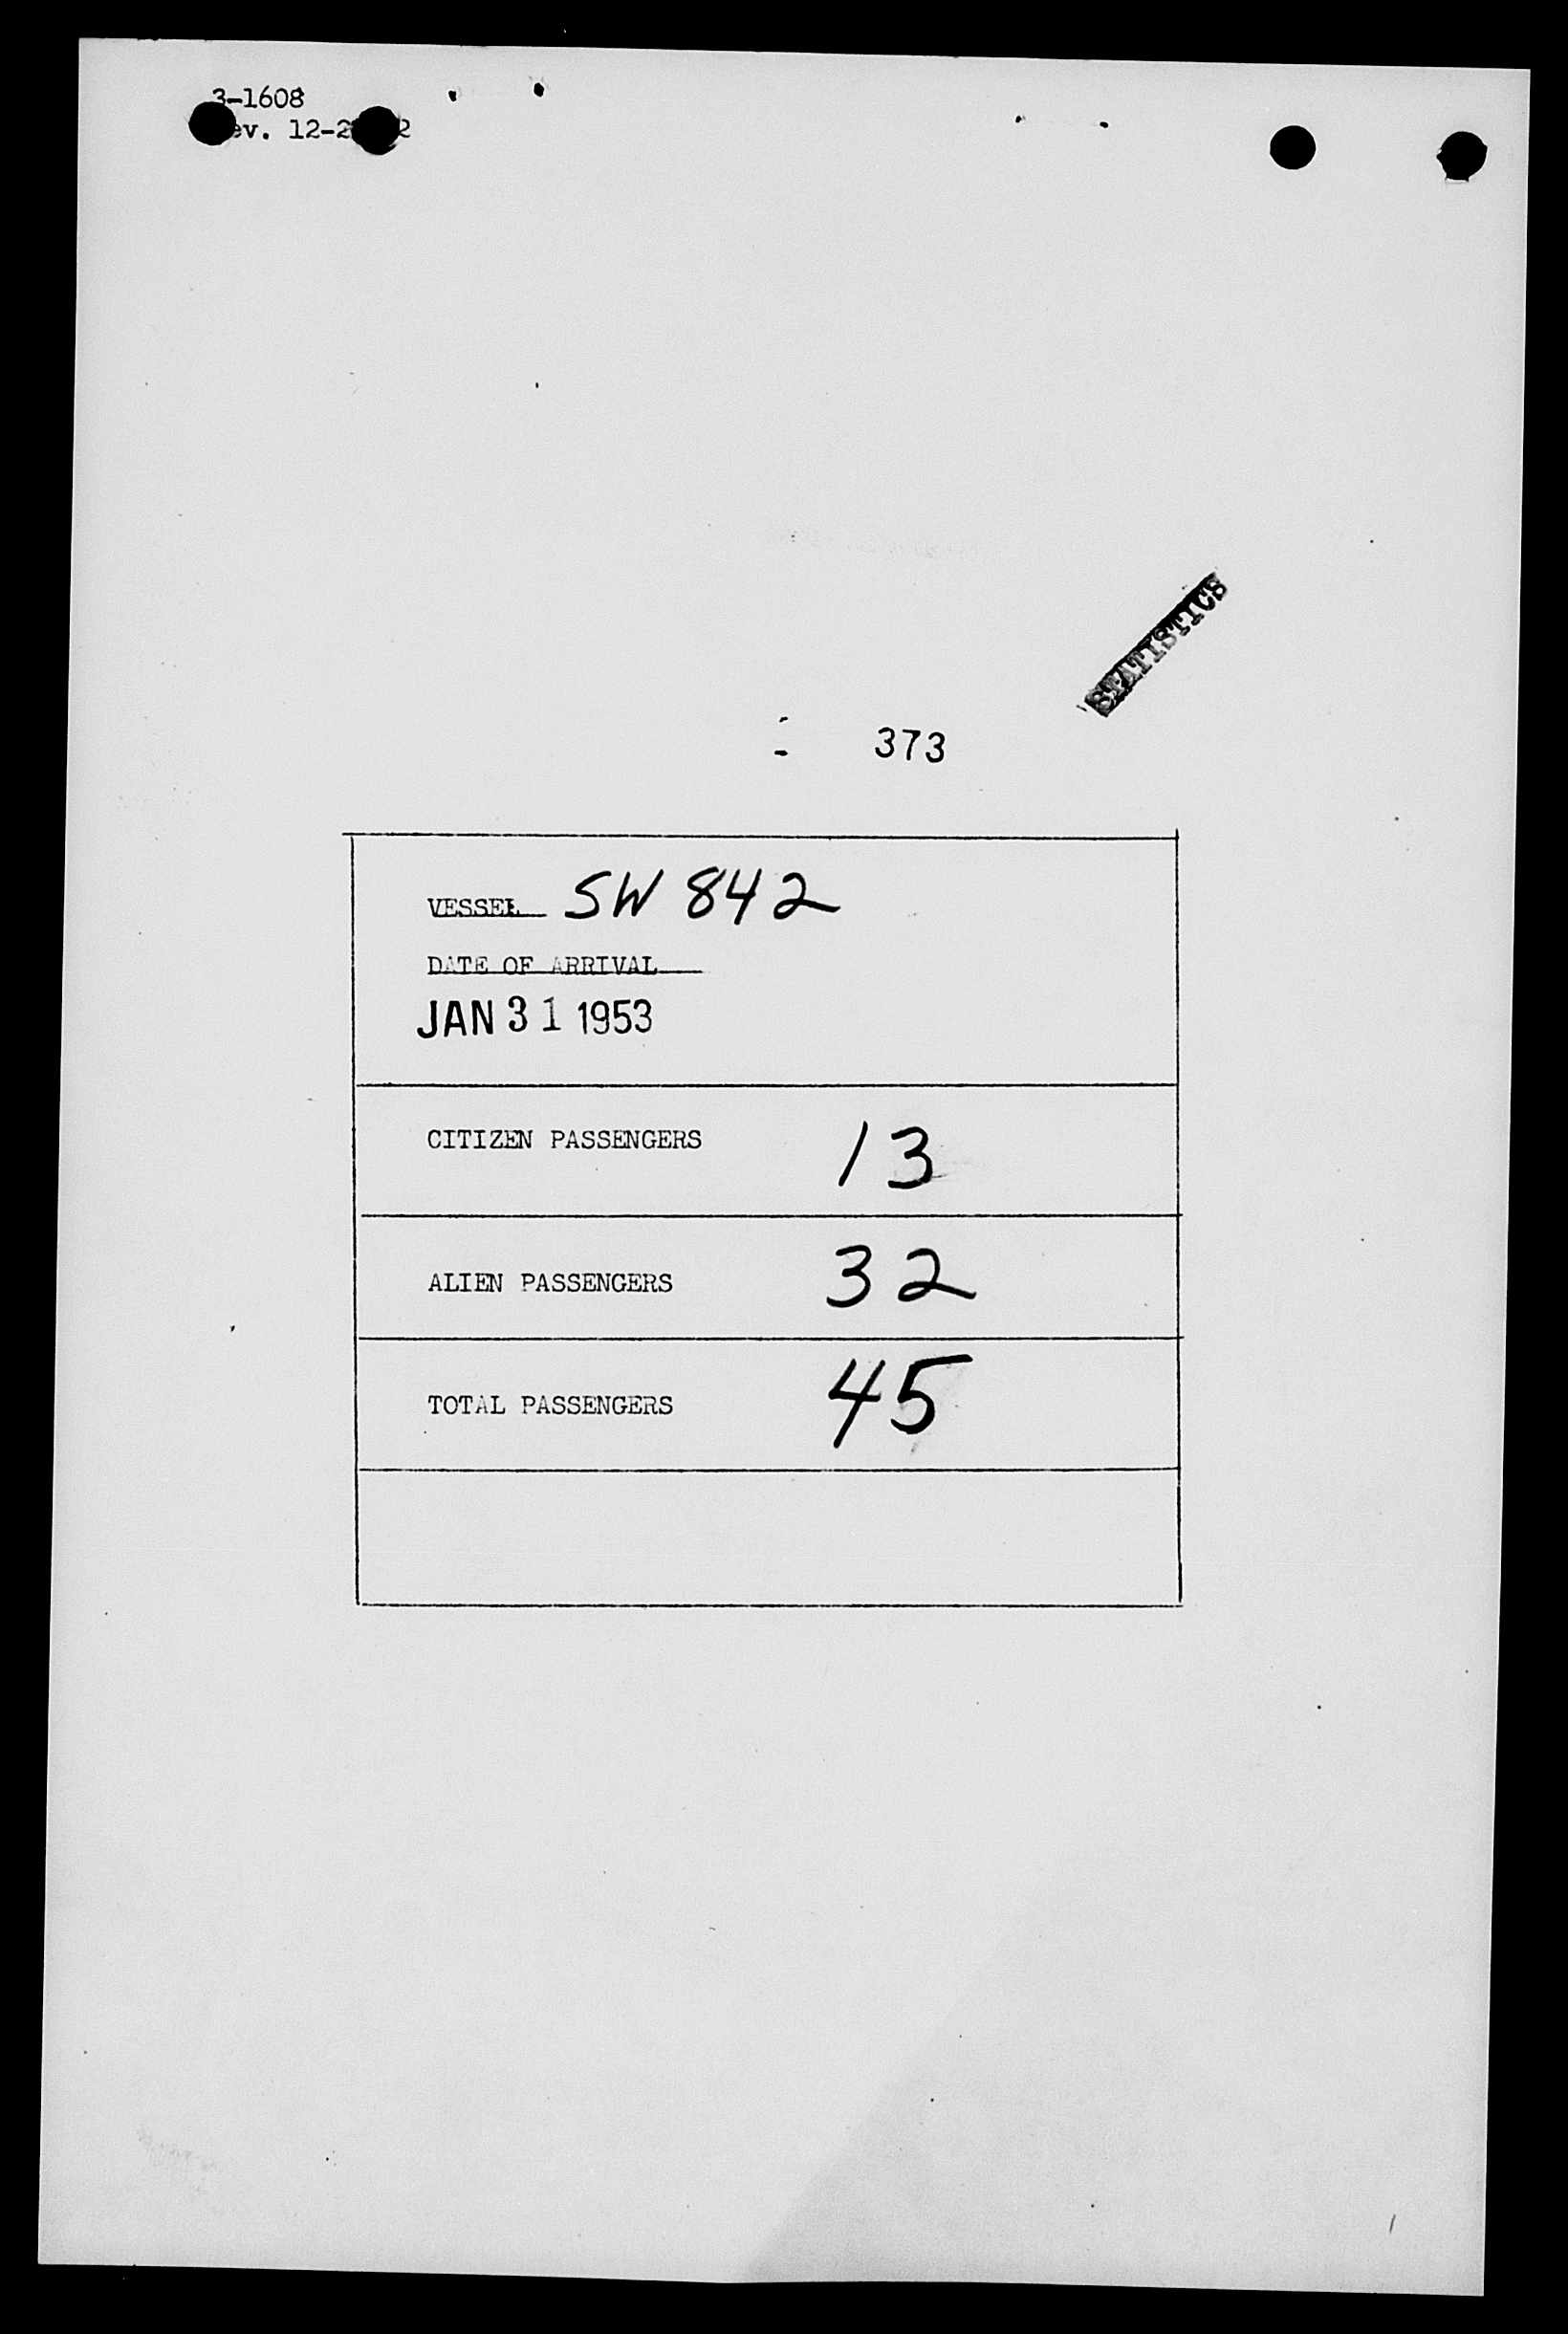 3-1608
ev. 12-2
STATISTICS
373
VESSEL SW 842
DATE OF ARRIVAL
JAN 31 1953
CITIZEN PASSENGERS 13
ALIEN PASSENGERS 32
TOTAL PASSENGERS 45